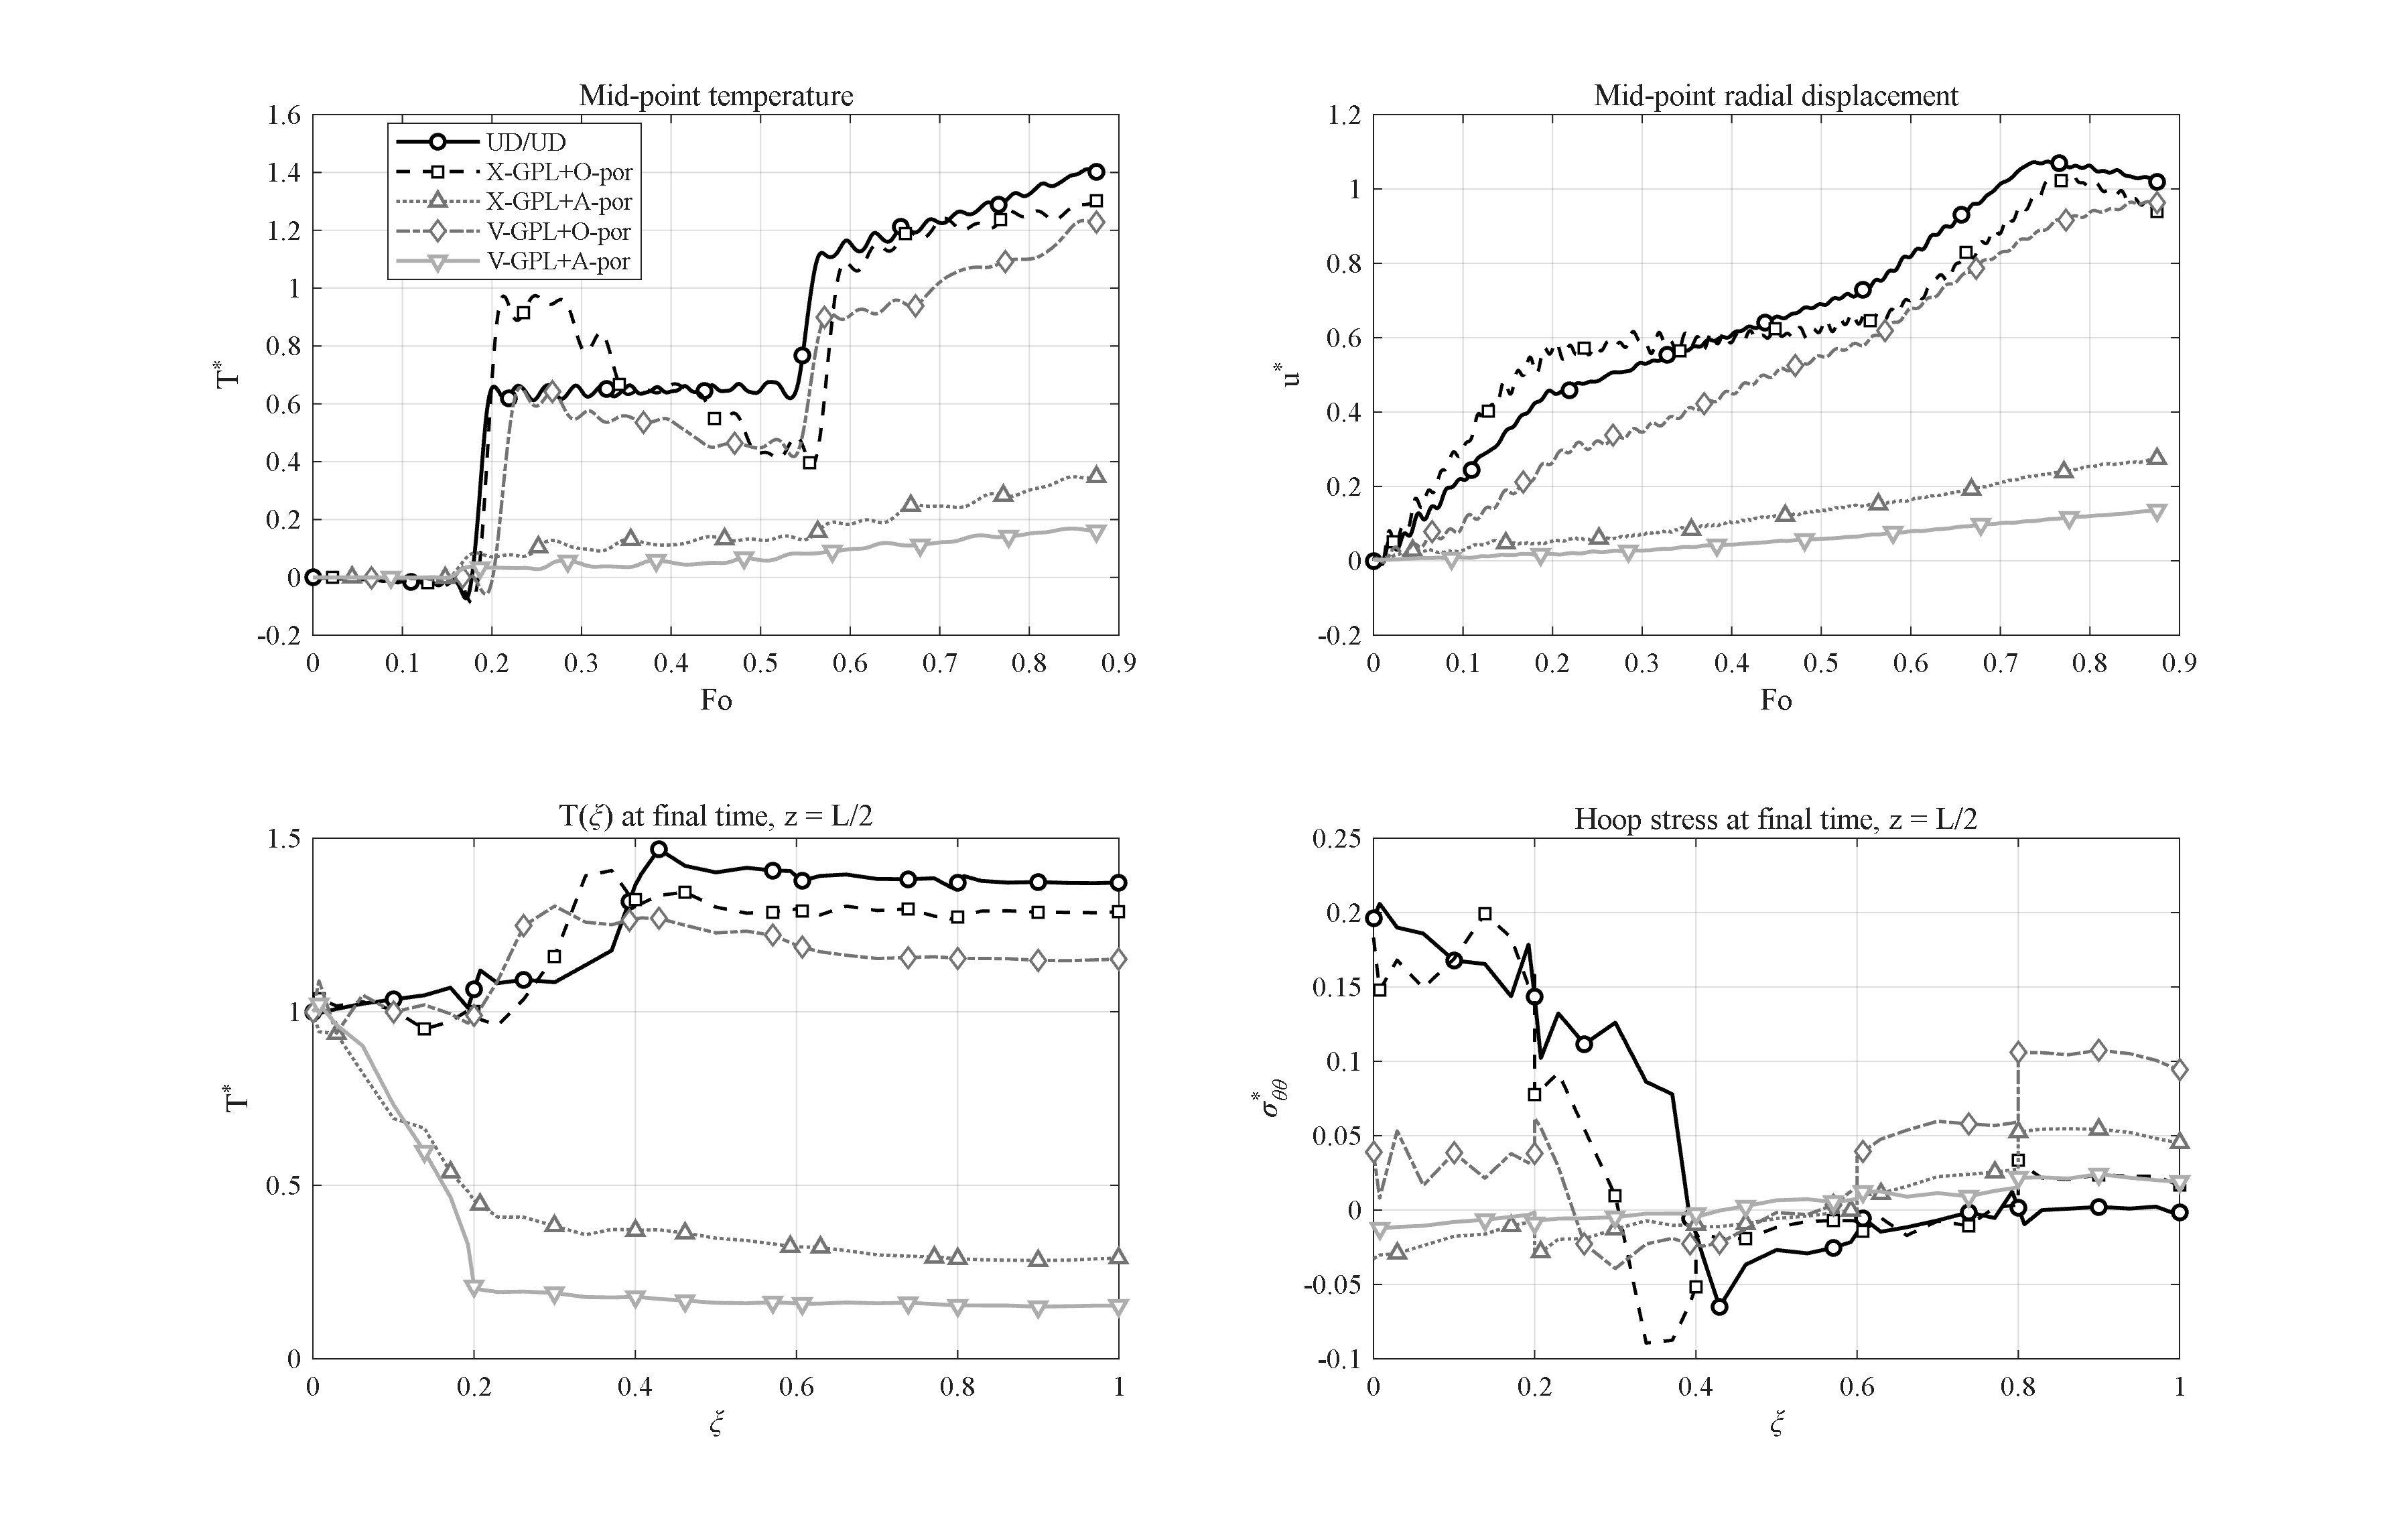 Mid-point temperature
1.6
1.4
1.2
1
0.8
0.6
0.4
0.2
0
-0.2
T*
UD/UD
X-GPL+O-por
X-GPL+A-por
V-GPL+O-por
V-GPL+A-por
0 0.1 0.2 0.3 0.4 0.5 0.6 0.7 0.8 0.9
Fo
Mid-point radial displacement
1.2
1
0.8
0.6
0.4
0.2
0
-0.2
u*
0 0.1 0.2 0.3 0.4 0.5 0.6 0.7 0.8 0.9
Fo
T(ξ) at final time, z = L/2
1.5
1
0.5
0
T*
0 0.2 0.4 0.6 0.8 1
ξ
Hoop stress at final time, z = L/2
0.25
0.2
0.15
0.1
0.05
0
-0.05
-0.1
σ*θθ
0 0.2 0.4 0.6 0.8 1
ξ